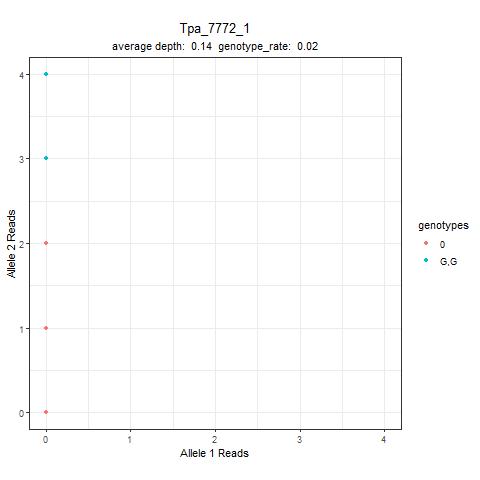 Tpa_7772_1
average depth:  0.14  genotype_rate:  0.02
4
3
2
1
0
Allele 2 Reads
0 1 2 3 4
Allele 1 Reads
genotypes
0
G,G